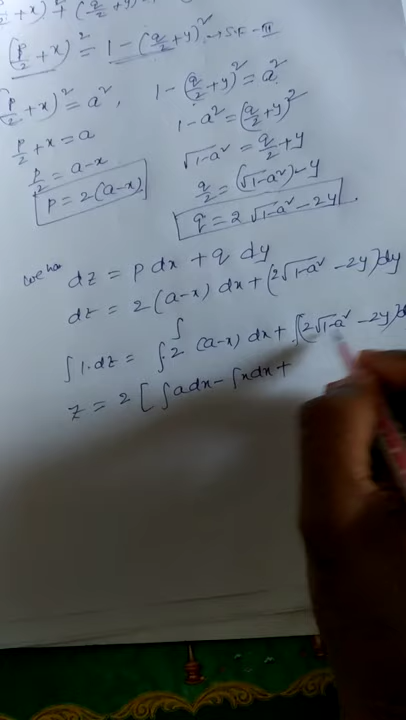 (p/2 + x)² = 1 - (q/2 + y)² → S.F - III
(p/2 + x)² = a² , 1 - (q/2 + y)² = a²
p/2 + x = a 1 - a² = (q/2 + y)²
p/2 = a - x √1-a² = q/2 + y
p = 2(a-x) q/2 = (√1-a²) - y
q = 2√1-a² - 2y .
we ha dz = p dx + q dy
dz = 2(a-x) dx + (2√1-a² - 2y) dy
∫
∫ 1. dz = ∫ 2 (a-x) dx + ∫(2√1-a² - 2y) d
z = 2 [ ∫ a dx - ∫ x dx +